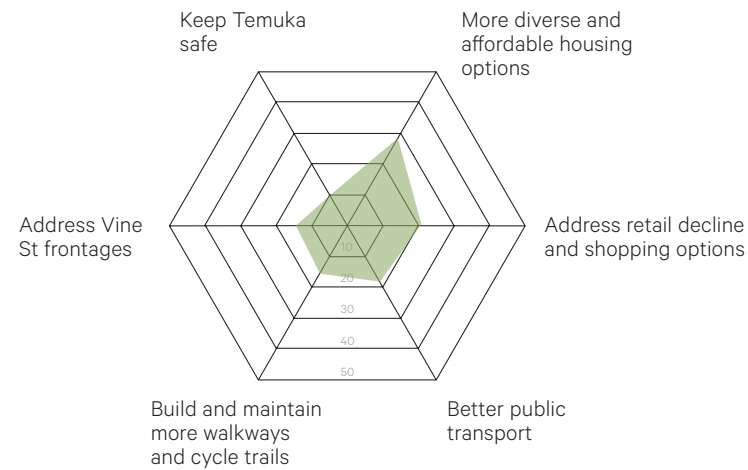 Keep Temuka
safe
More diverse and
affordable housing
options
Address Vine
St frontages
Address retail decline
and shopping options
10
20
30
40
50
Build and maintain
more walkways
and cycle trails
Better public
transport